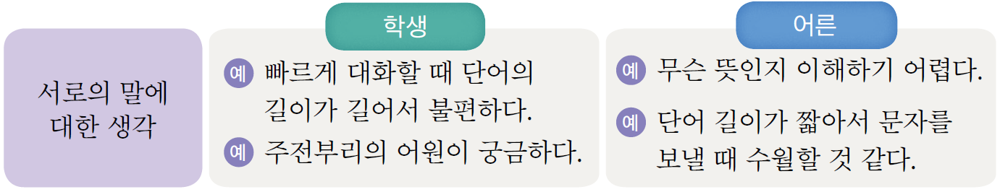 서로의 말에
대한 생각
학생
예 빠르게 대화할 때 단어의
길이가 길어서 불편하다.
예 주전부리의 어원이 궁금하다.
어른
예 무슨 뜻인지 이해하기 어렵다.
예 단어 길이가 짧아서 문자를
보낼 때 수월할 것 같다.